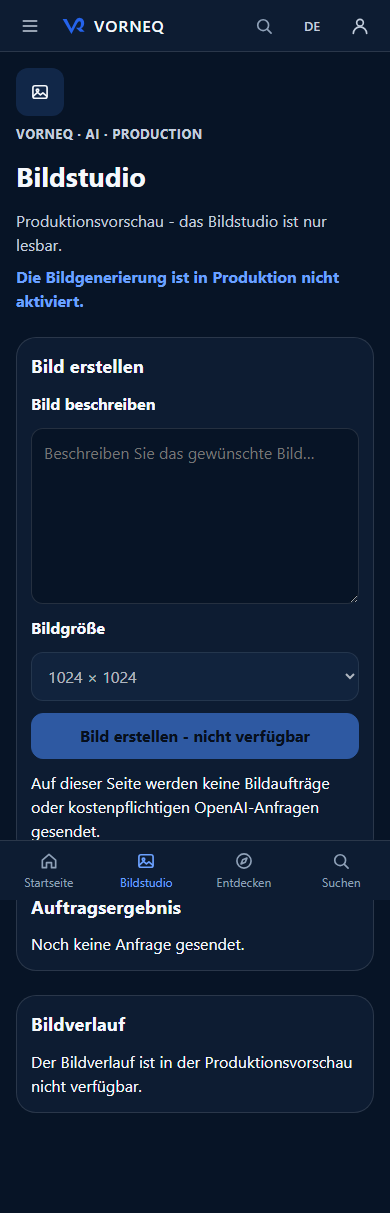 VORNEQ
DE
VORNEQ · AI · PRODUCTION
Bildstudio
Produktionsvorschau - das Bildstudio ist nur
lesbar.
Die Bildgenerierung ist in Produktion nicht
aktiviert.
Bild erstellen
Bild beschreiben
Beschreiben Sie das gewünschte Bild...
Bildgröße
1024 × 1024
Bild erstellen - nicht verfügbar
Auf dieser Seite werden keine Bildaufträge
oder kostenpflichtigen OpenAI-Anfragen
gesendet.
Startseite
Bildstudio
Entdecken
Suchen
Auftragsergebnis
Noch keine Anfrage gesendet.
Bildverlauf
Der Bildverlauf ist in der Produktionsvorschau
nicht verfügbar.